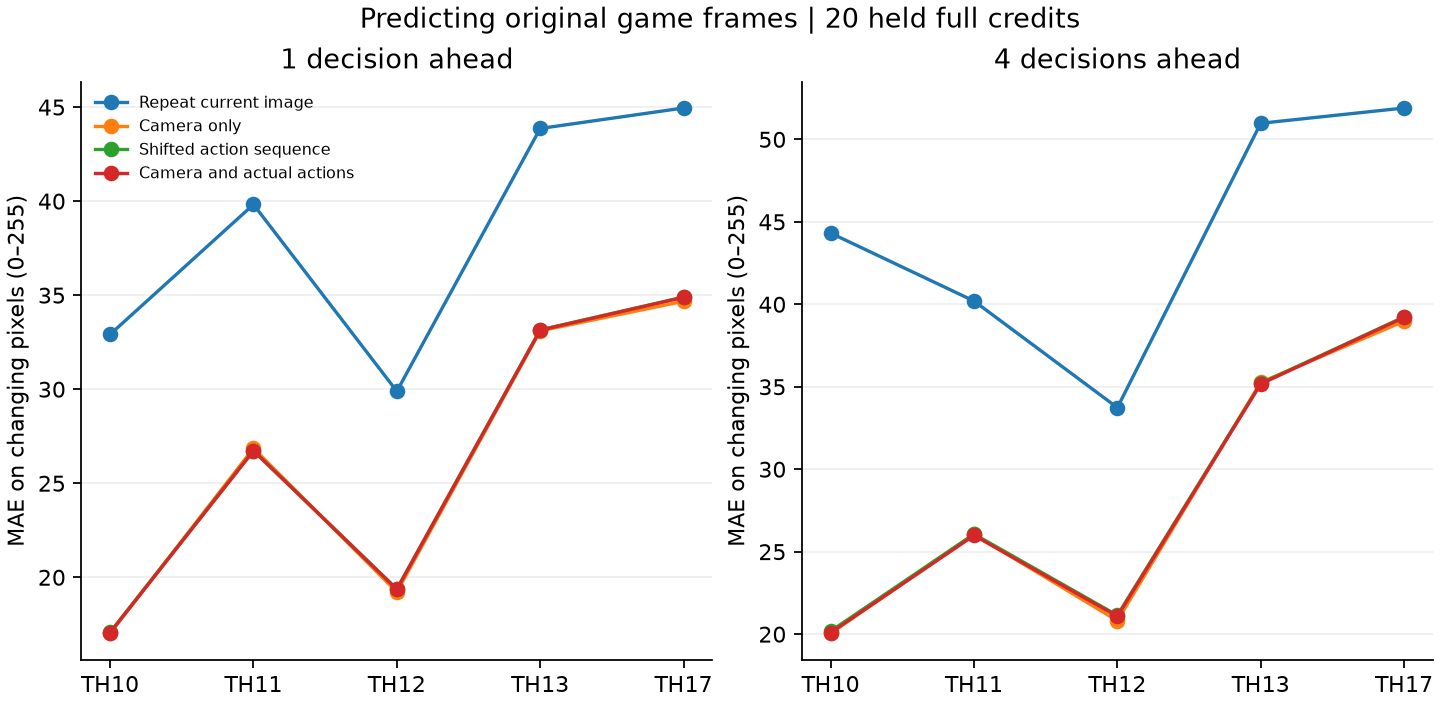 Predicting original game frames | 20 held full credits
1 decision ahead
MAE on changing pixels (0–255)
45
40
35
30
25
20
Repeat current image
Camera only
Shifted action sequence
Camera and actual actions
TH10 TH11 TH12 TH13 TH17
4 decisions ahead
MAE on changing pixels (0–255)
50
45
40
35
30
25
20
TH10 TH11 TH12 TH13 TH17